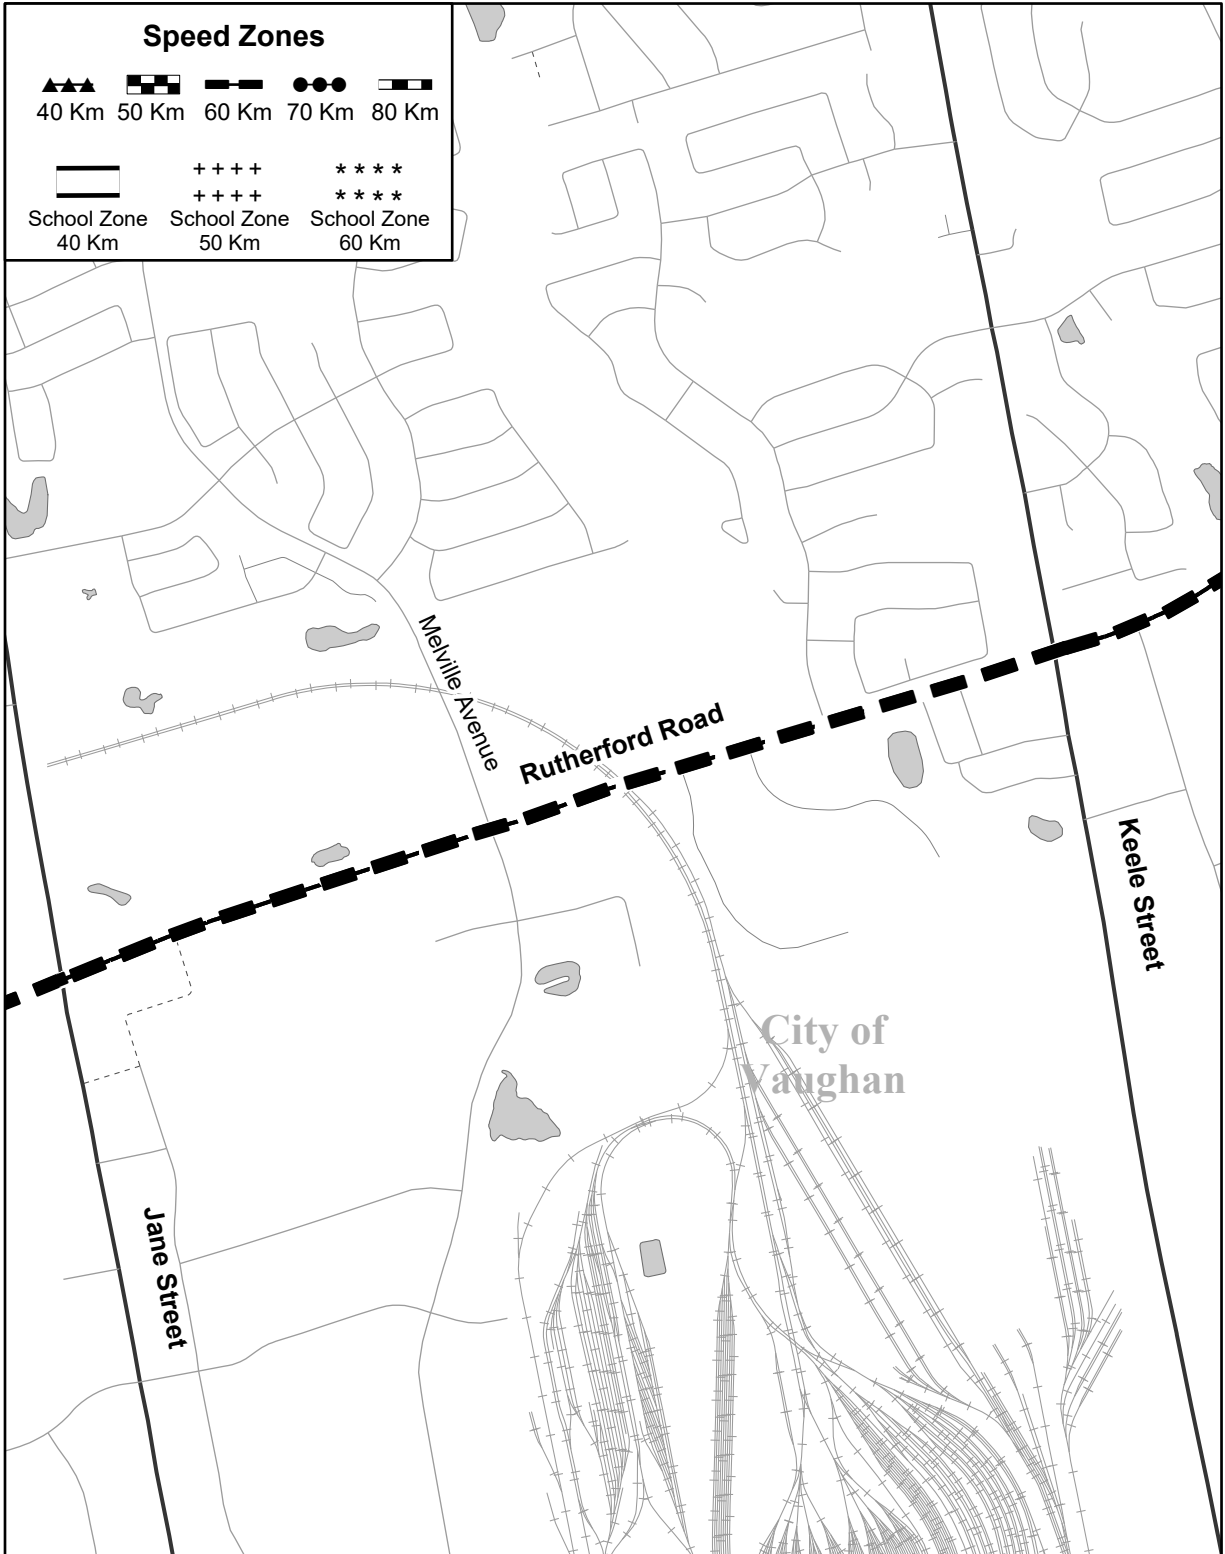 Speed Zones
40 Km 50 Km 60 Km 70 Km 80 Km
School Zone School Zone School Zone
40 Km 50 Km 60 Km
Melville Avenue
Rutherford Road
Keele Street
City of
Vaughan
Jane Street